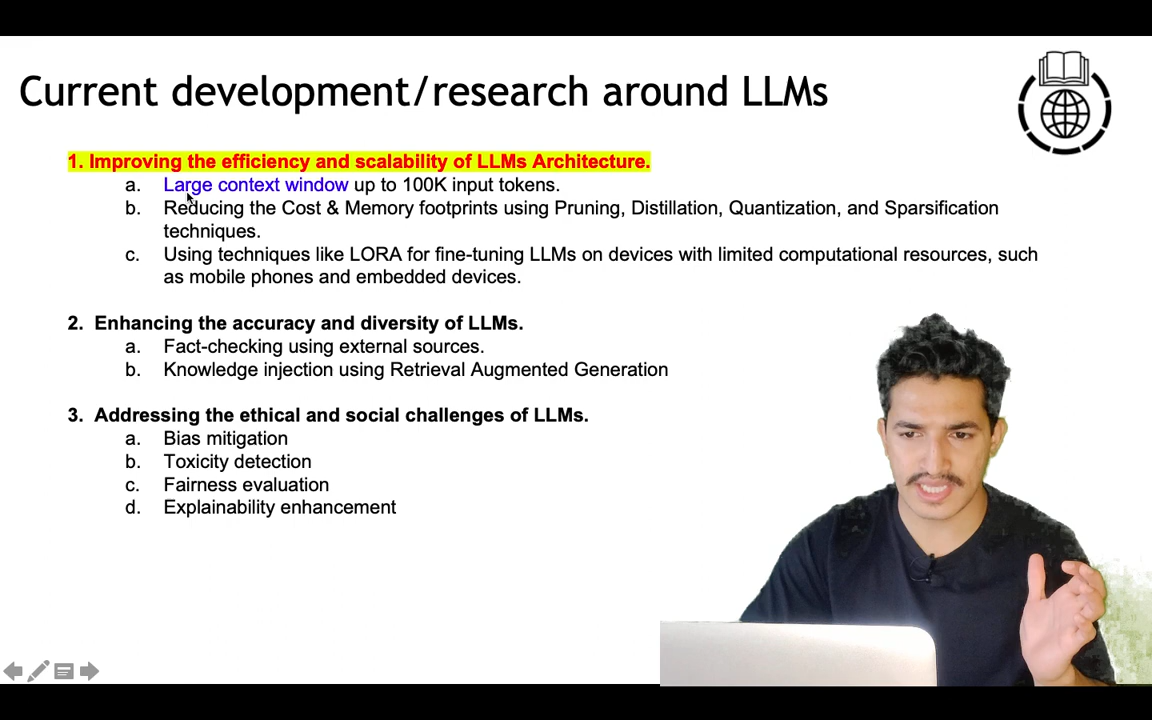 Current development/research around LLMs
1. Improving the efficiency and scalability of LLMs Architecture.
a. Large context window up to 100K input tokens.
b. Reducing the Cost & Memory footprints using Pruning, Distillation, Quantization, and Sparsification
techniques.
c. Using techniques like LORA for fine-tuning LLMs on devices with limited computational resources, such
as mobile phones and embedded devices.
2. Enhancing the accuracy and diversity of LLMs.
a. Fact-checking using external sources.
b. Knowledge injection using Retrieval Augmented Generation
3. Addressing the ethical and social challenges of LLMs.
a. Bias mitigation
b. Toxicity detection
c. Fairness evaluation
d. Explainability enhancement